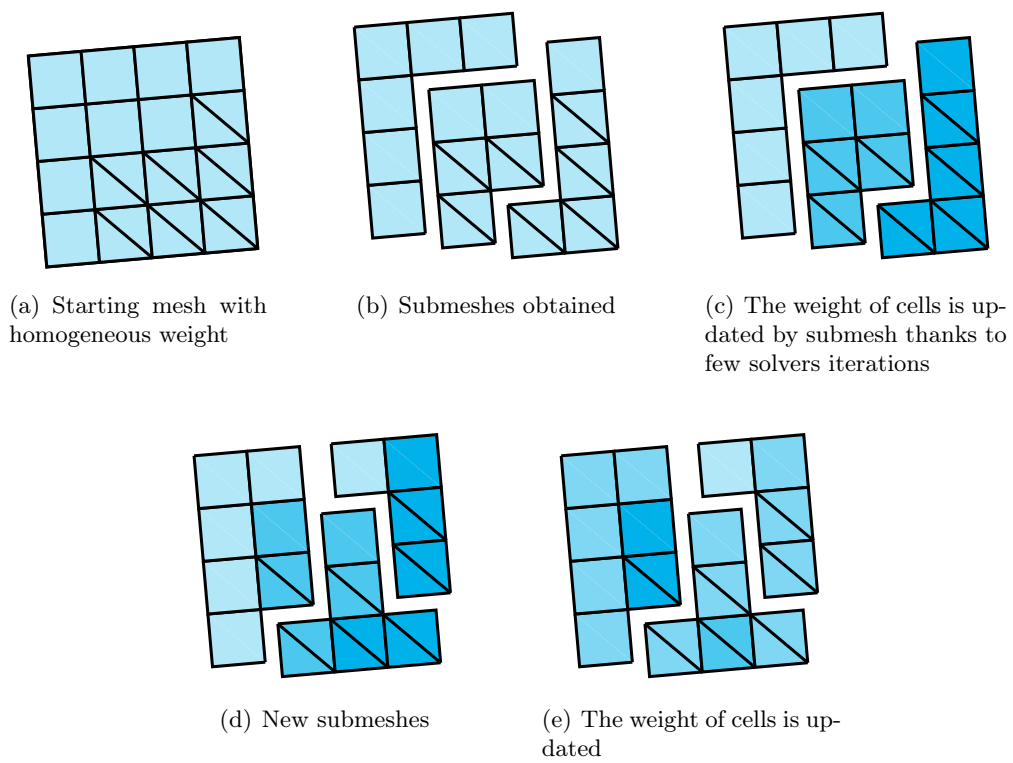 (a) Starting mesh with
homogeneous weight
(b) Submeshes obtained
(c) The weight of cells is up-
dated by submesh thanks to
few solvers iterations
(d) New submeshes
(e) The weight of cells is up-
dated